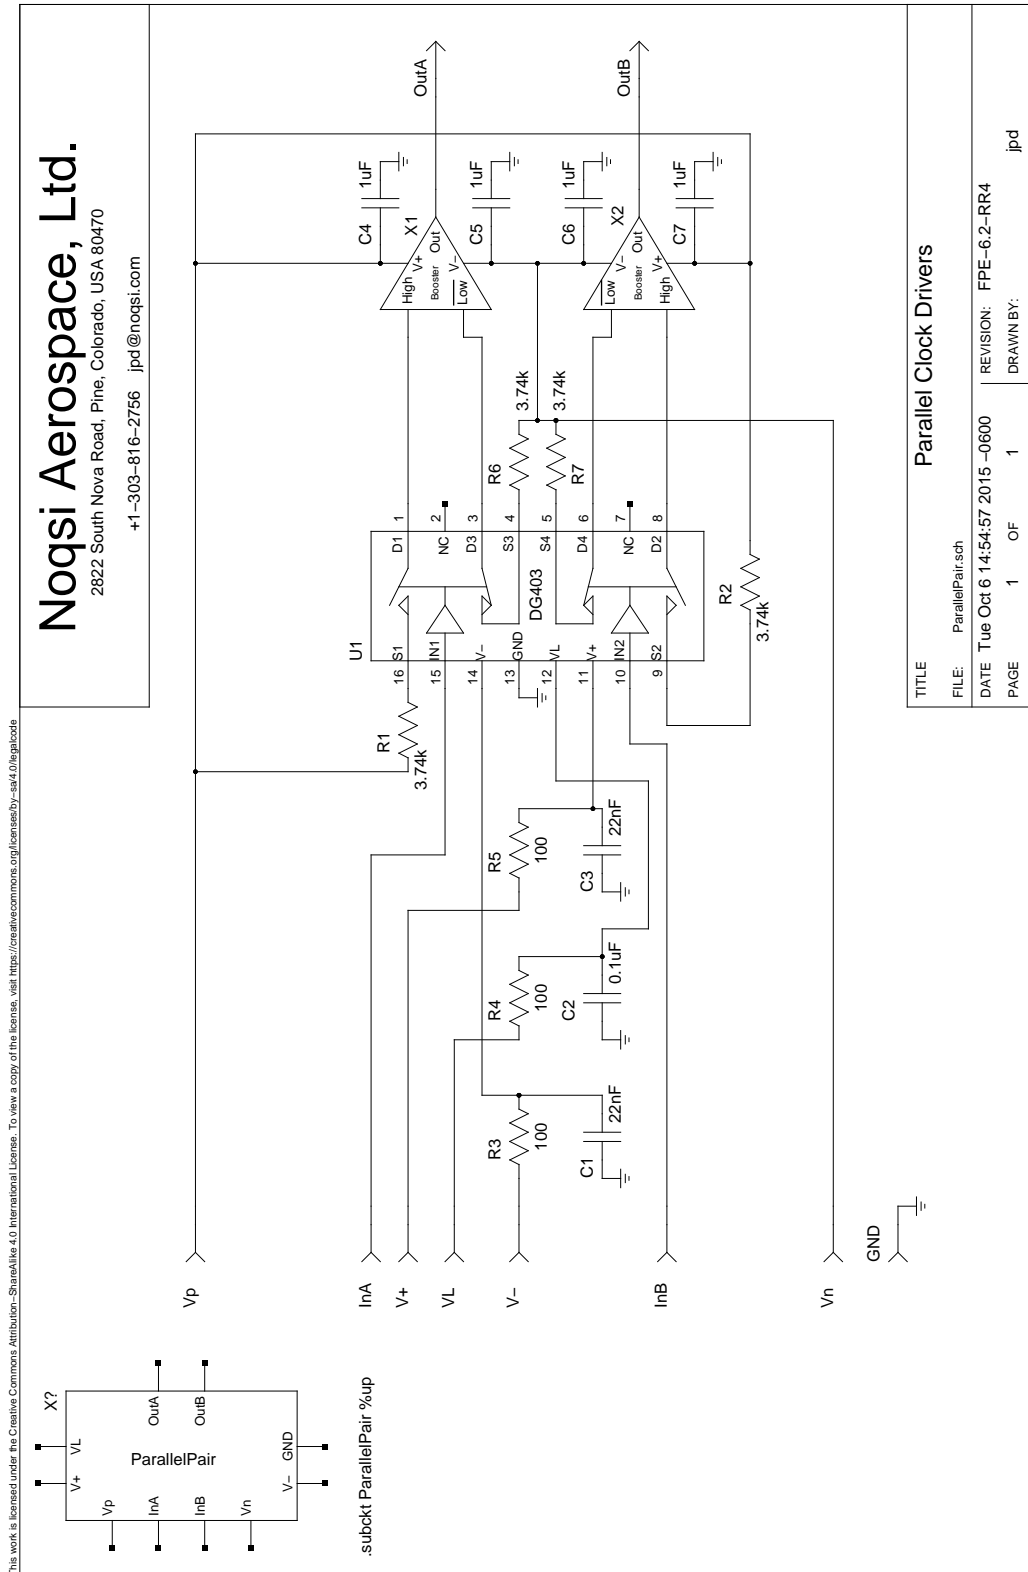 This work is licensed under the Creative Commons Attribution−ShareAlike 4.0 International License. To view a copy of the license, visit https://creativecommons.org/licenses/by−sa/4.0/legalcode
Noqsi Aerospace, Ltd.
2822 South Nova Road, Pine, Colorado, USA 80470
+1−303−816−2756 jpd@noqsi.com
X?
V+
VL
Vp
InA
InB
Vn
ParallelPair
OutA
OutB
V−
GND
.subckt ParallelPair %up
Vp
InA
V+
VL
V−
InB
Vn
GND
R3
100
C1
22nF
R4
100
C2
0.1uF
R5
100
C3
22nF
R1
3.74k
U1
DG403
16 S1
15 IN1
14 V−
13 GND
12 VL
11 V+
10 IN2
9 S2
D1 1
NC 2
D3 3
S3 4
S4 5
D4 6
NC 7
D2 8
R6
3.74k
R7
3.74k
R2
3.74k
C4
1uF
X1
High
V+
Booster
Out
Low
V−
C5
1uF
C6
1uF
X2
Low
V−
Booster
Out
High
V+
C7
1uF
OutA
OutB
TITLE
Parallel Clock Drivers
FILE: ParallelPair.sch
REVISION: FPE−6.2−RR4
DATE Tue Oct 6 14:54:57 2015 −0600
PAGE 1 OF 1
DRAWN BY: jpd